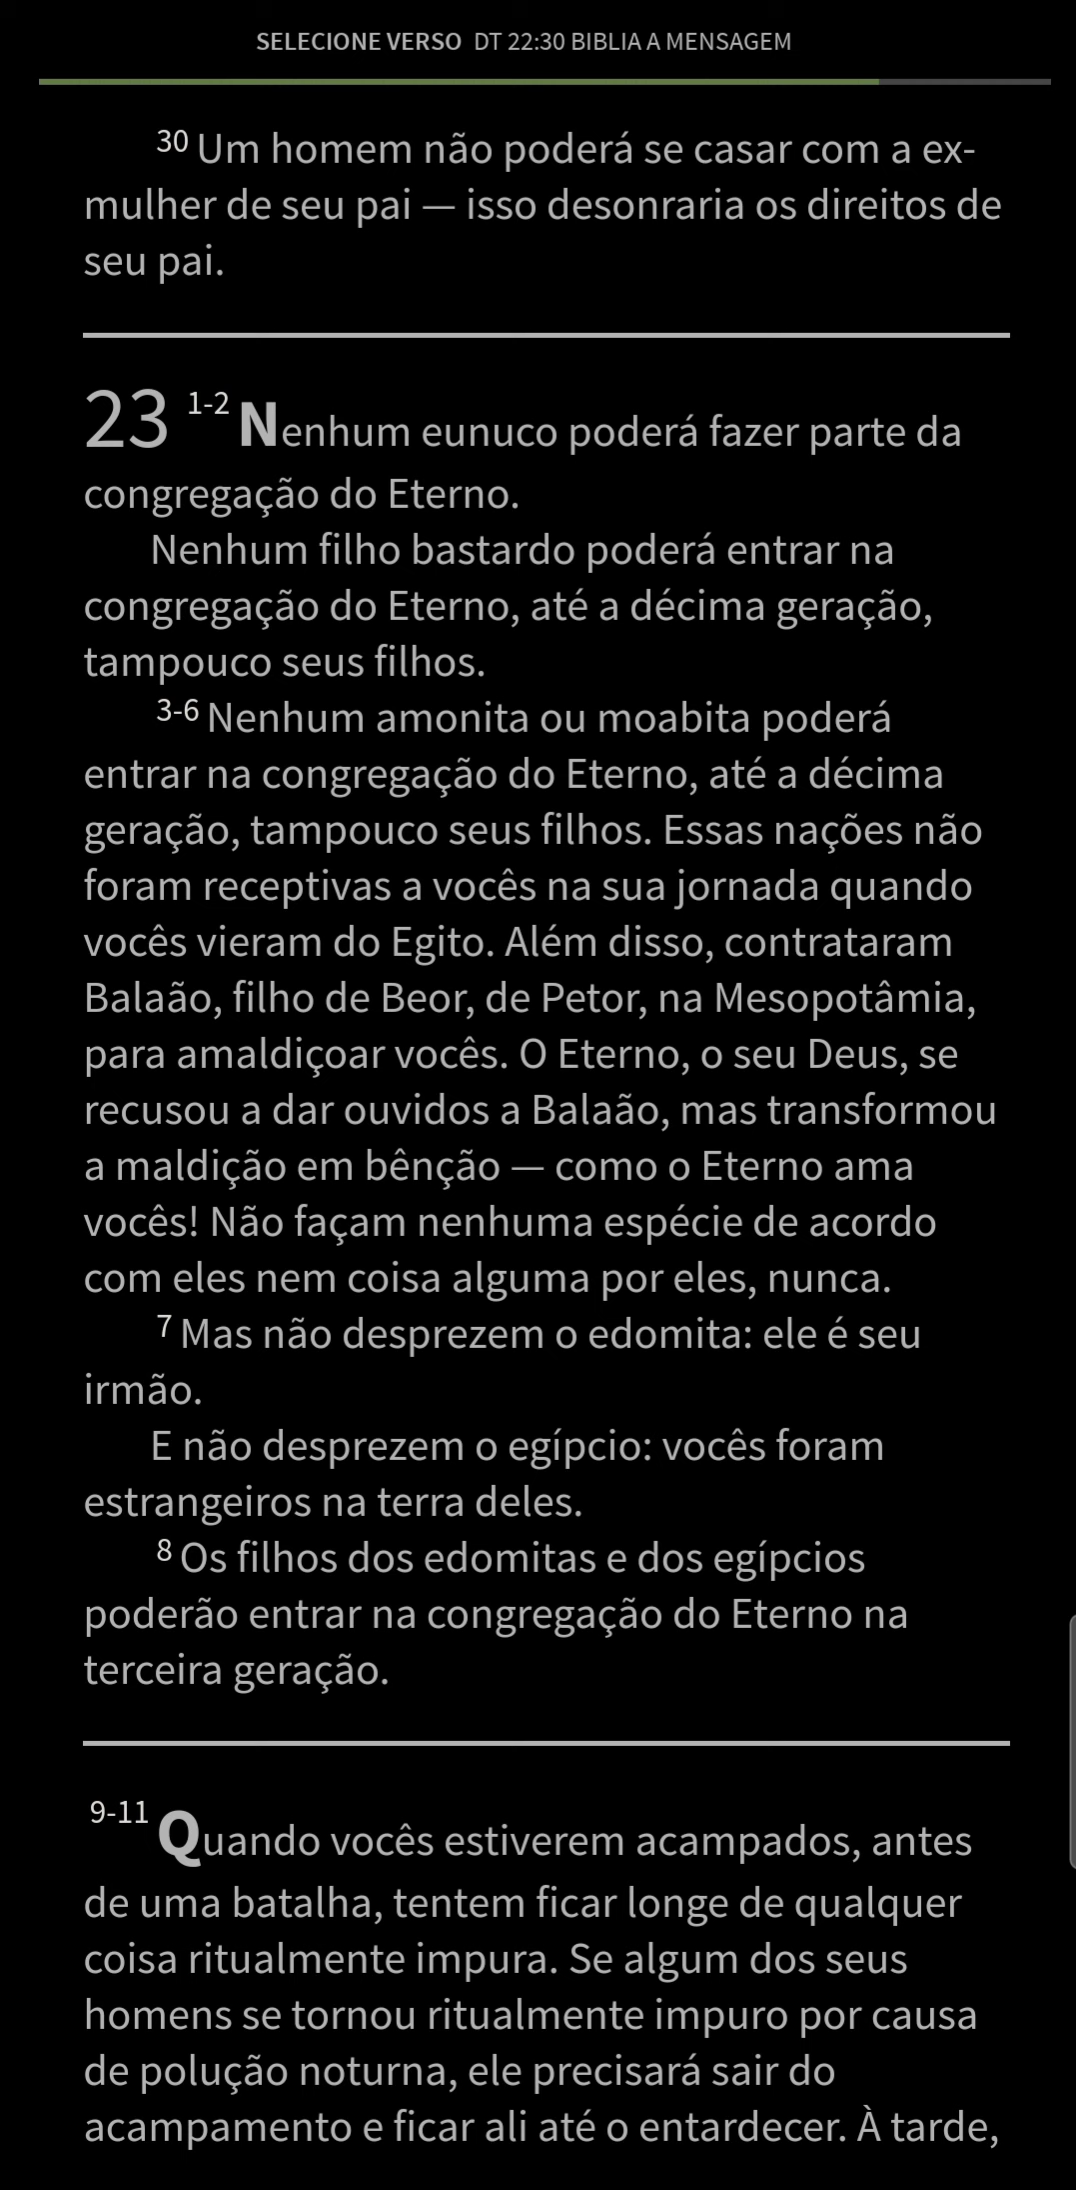 SELECIONE VERSO DT 22:30 BIBLIA A MENSAGEM
30 Um homem não poderá se casar com a ex-
mulher de seu pai — isso desonraria os direitos de
seu pai.
23 1-2 Nenhum eunuco poderá fazer parte da
congregação do Eterno.
Nenhum filho bastardo poderá entrar na
congregação do Eterno, até a décima geração,
tampouco seus filhos.
3-6 Nenhum amonita ou moabita poderá
entrar na congregação do Eterno, até a décima
geração, tampouco seus filhos. Essas nações não
foram receptivas a vocês na sua jornada quando
vocês vieram do Egito. Além disso, contrataram
Balaão, filho de Beor, de Petor, na Mesopotâmia,
para amaldiçoar vocês. O Eterno, o seu Deus, se
recusou a dar ouvidos a Balaão, mas transformou
a maldição em bênção — como o Eterno ama
vocês! Não façam nenhuma espécie de acordo
com eles nem coisa alguma por eles, nunca.
7 Mas não desprezem o edomita: ele é seu
irmão.
E não desprezem o egípcio: vocês foram
estrangeiros na terra deles.
8 Os filhos dos edomitas e dos egípcios
poderão entrar na congregação do Eterno na
terceira geração.
9-11 Quando vocês estiverem acampados, antes
de uma batalha, tentem ficar longe de qualquer
coisa ritualmente impura. Se algum dos seus
homens se tornou ritualmente impuro por causa
de polução noturna, ele precisará sair do
acampamento e ficar ali até o entardecer. À tarde,